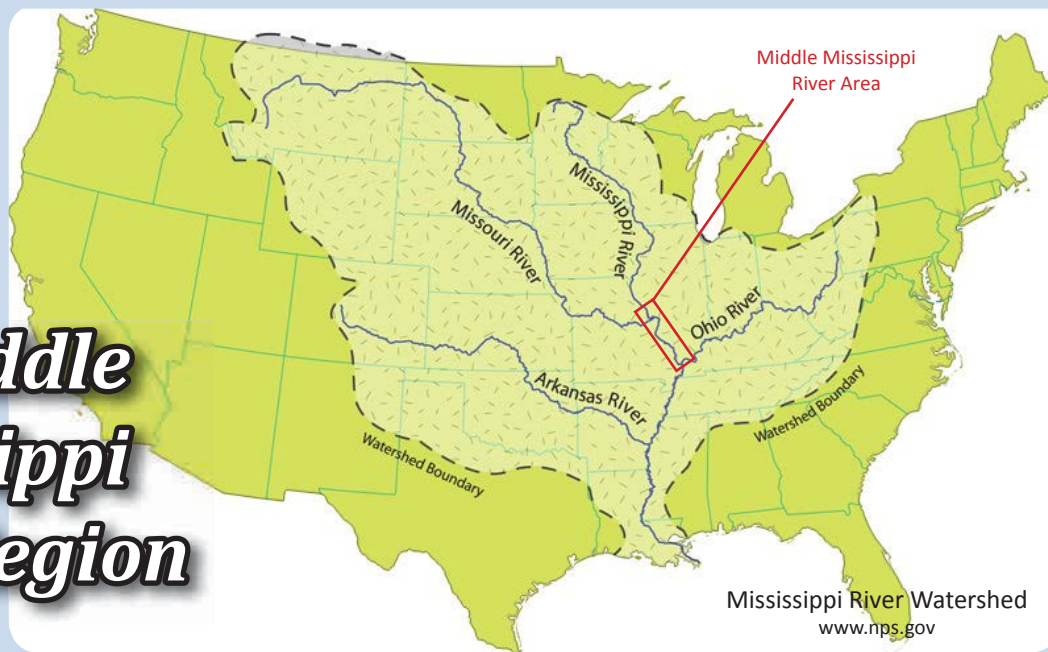 Middle Mississippi
River Area
Missouri River
Mississippi
River
Ohio River
Arkansas River
Watershed Boundary
Watershed Boundary
ddle
ippi
egion
Mississippi River Watershed
www.nps.gov